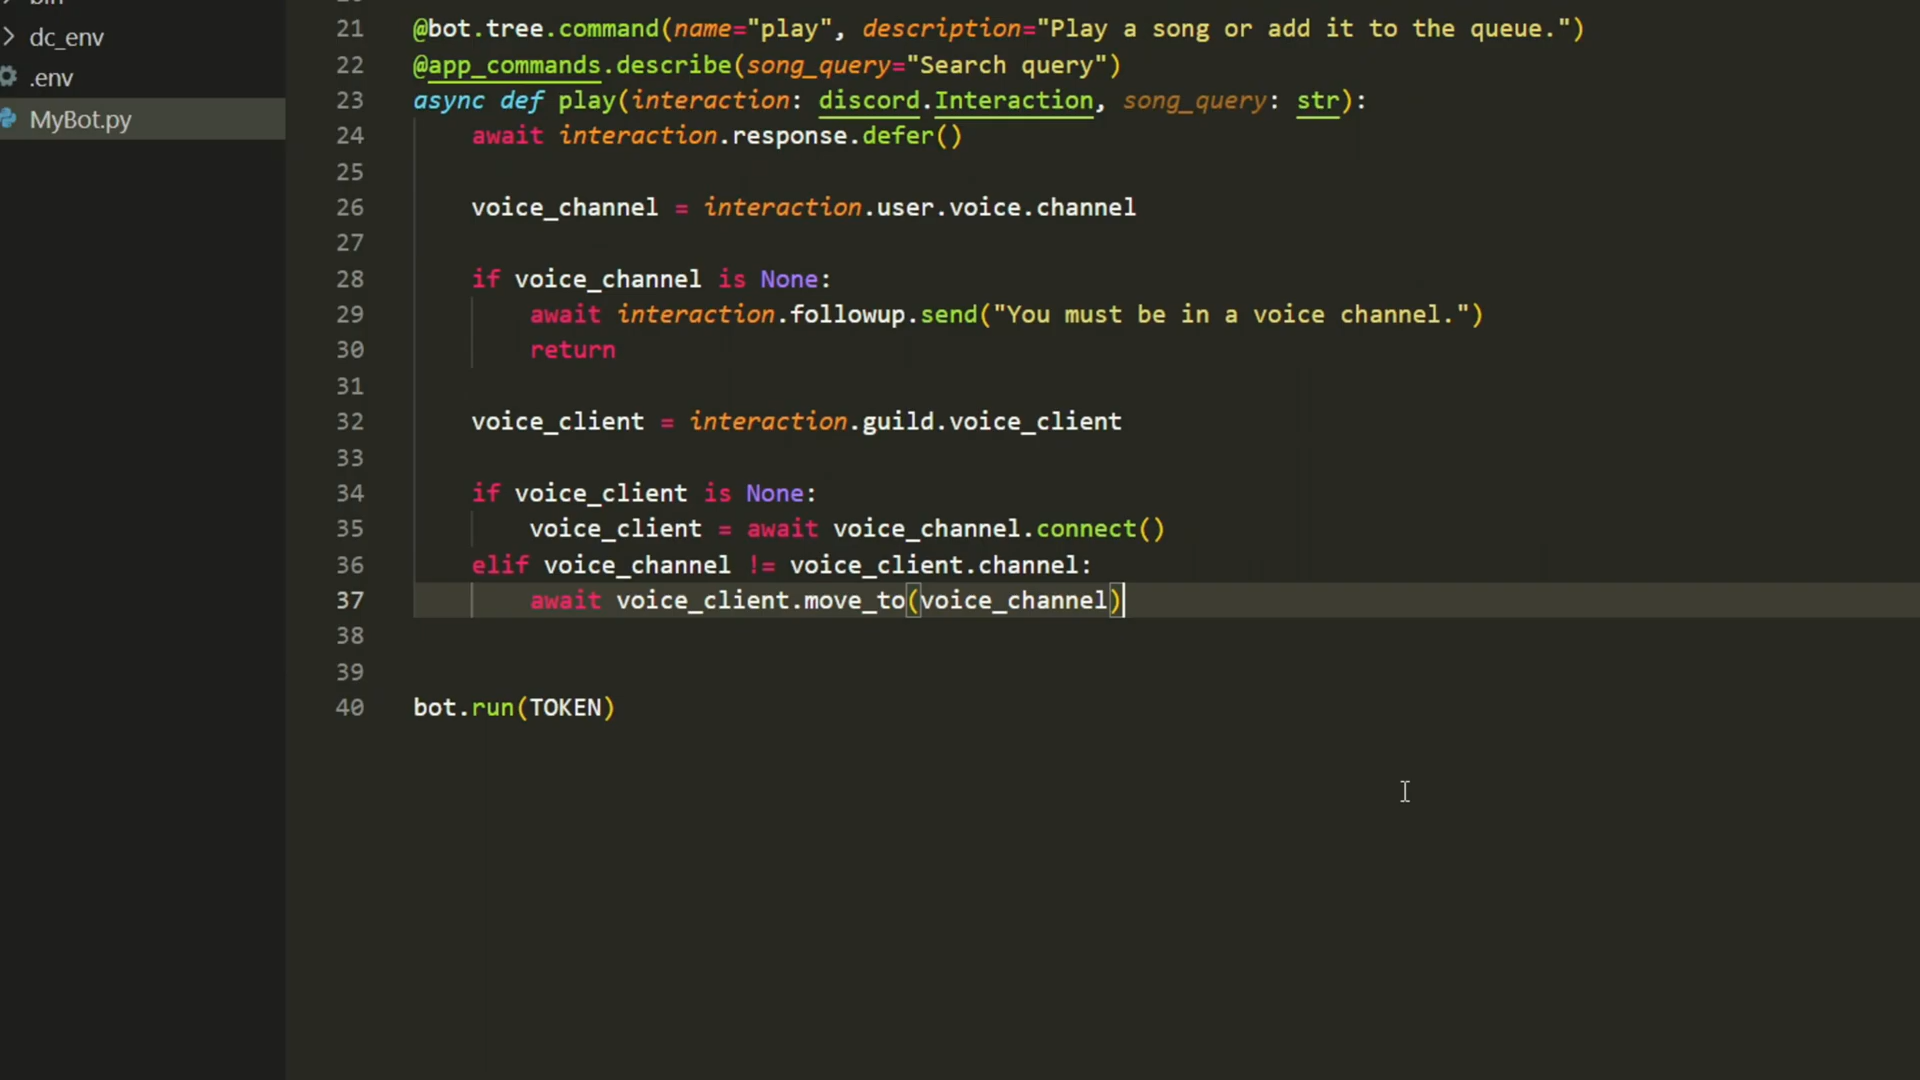 dc_env
.env
MyBot.py
21 @bot.tree.command(name="play", description="Play a song or add it to the queue.")
22 @app_commands.describe(song_query="Search query")
23 async def play(interaction: discord.Interaction, song_query: str):
24 await interaction.response.defer()
25
26 voice_channel = interaction.user.voice.channel
27
28 if voice_channel is None:
29 await interaction.followup.send("You must be in a voice channel.")
30 return
31
32 voice_client = interaction.guild.voice_client
33
34 if voice_client is None:
35 voice_client = await voice_channel.connect()
36 elif voice_channel != voice_client.channel:
37 await voice_client.move_to(voice_channel)
38
39
40 bot.run(TOKEN)